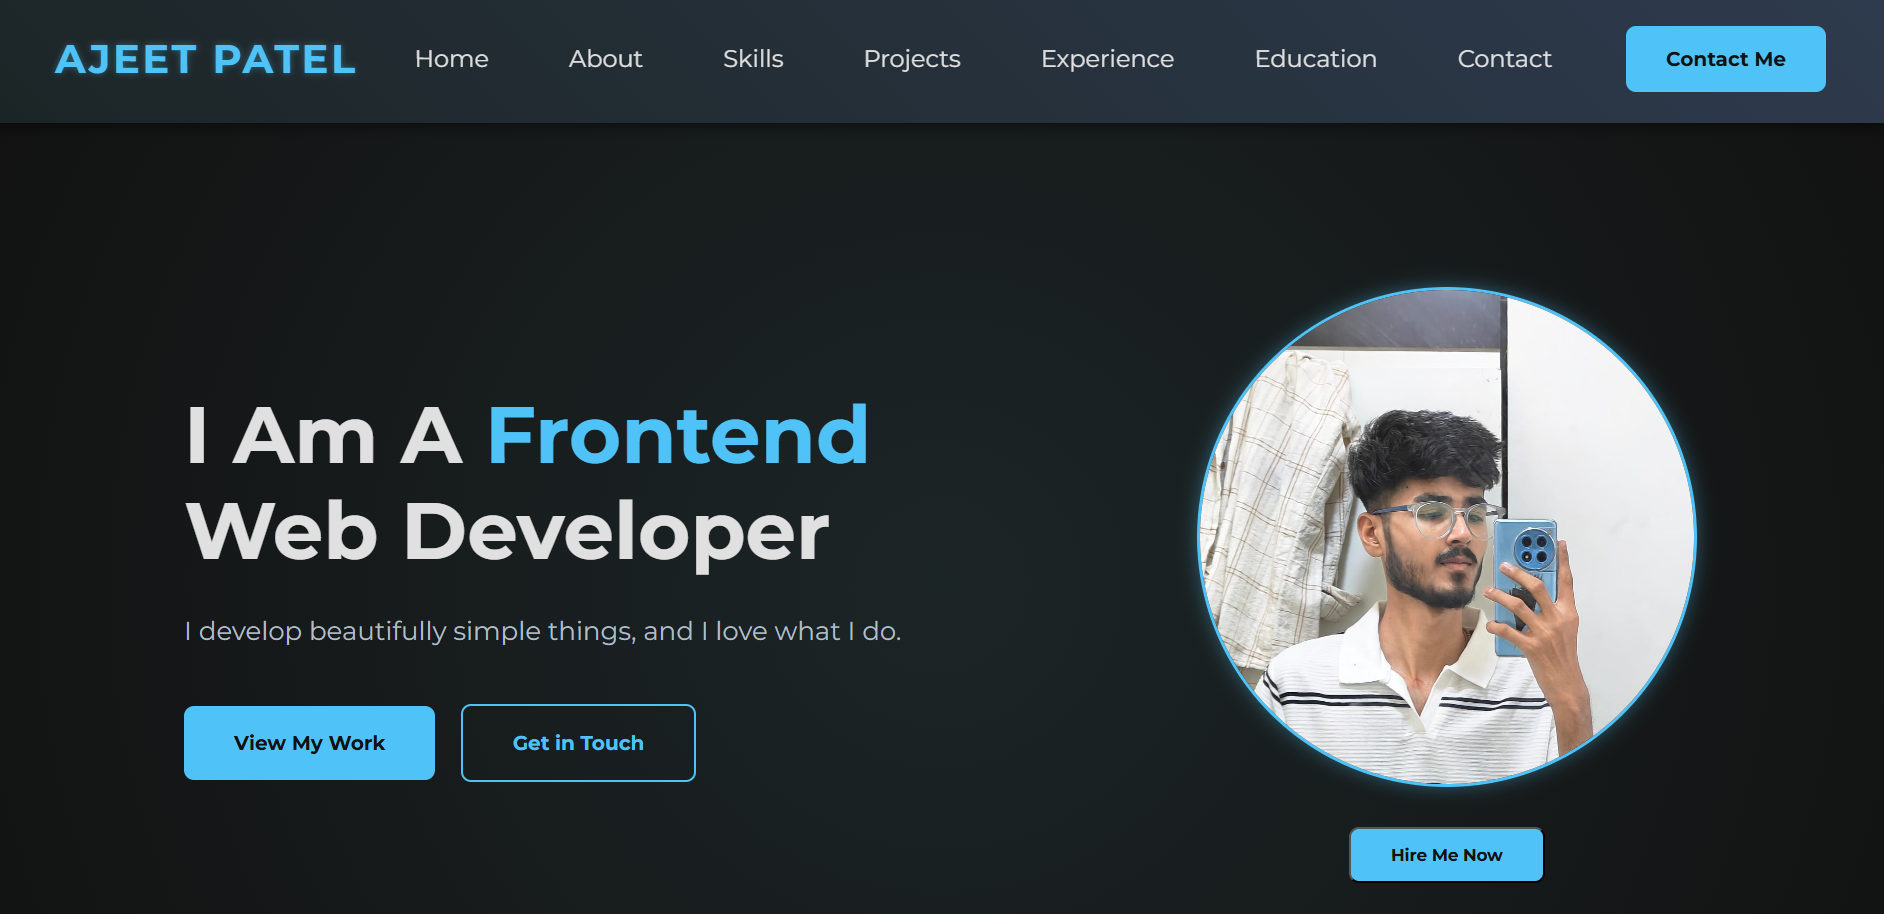 AJEET PATEL
Home
About
Skills
Projects
Experience
Education
Contact
Contact Me
I Am A Frontend
Web Developer
I develop beautifully simple things, and I love what I do.
View My Work
Get in Touch
Hire Me Now